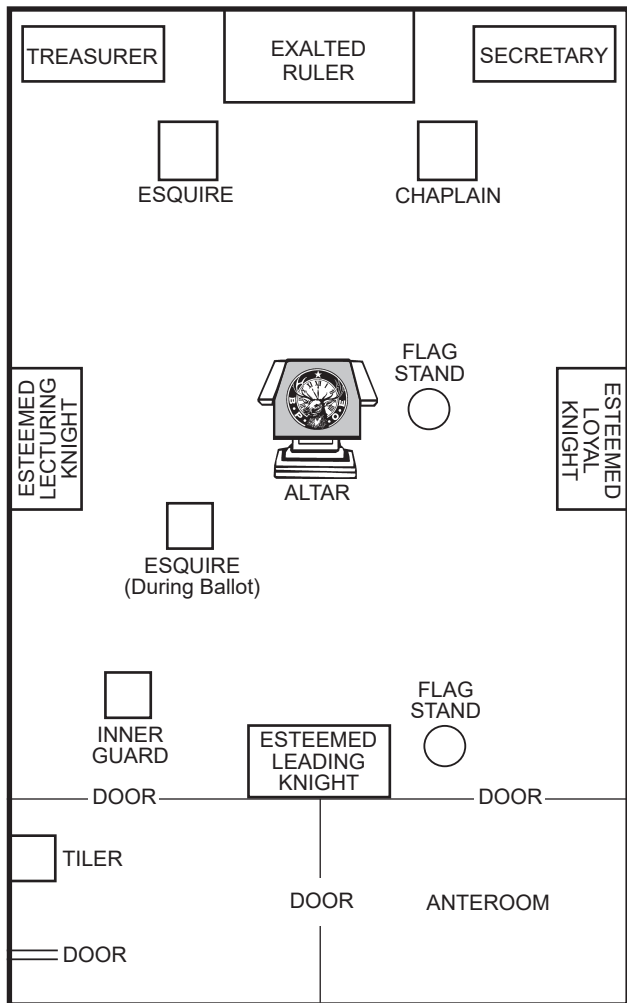 TREASURER
EXALTED
RULER
SECRETARY
ESQUIRE
CHAPLAIN
ESTEEMED
LECTURING
KNIGHT
FLAG
STAND
ESTEEMED
LOYAL
KNIGHT
ALTAR
ESQUIRE
(During Ballot)
INNER
GUARD
ESTEEMED
LEADING
KNIGHT
FLAG
STAND
DOOR
DOOR
TILER
DOOR
ANTEROOM
DOOR